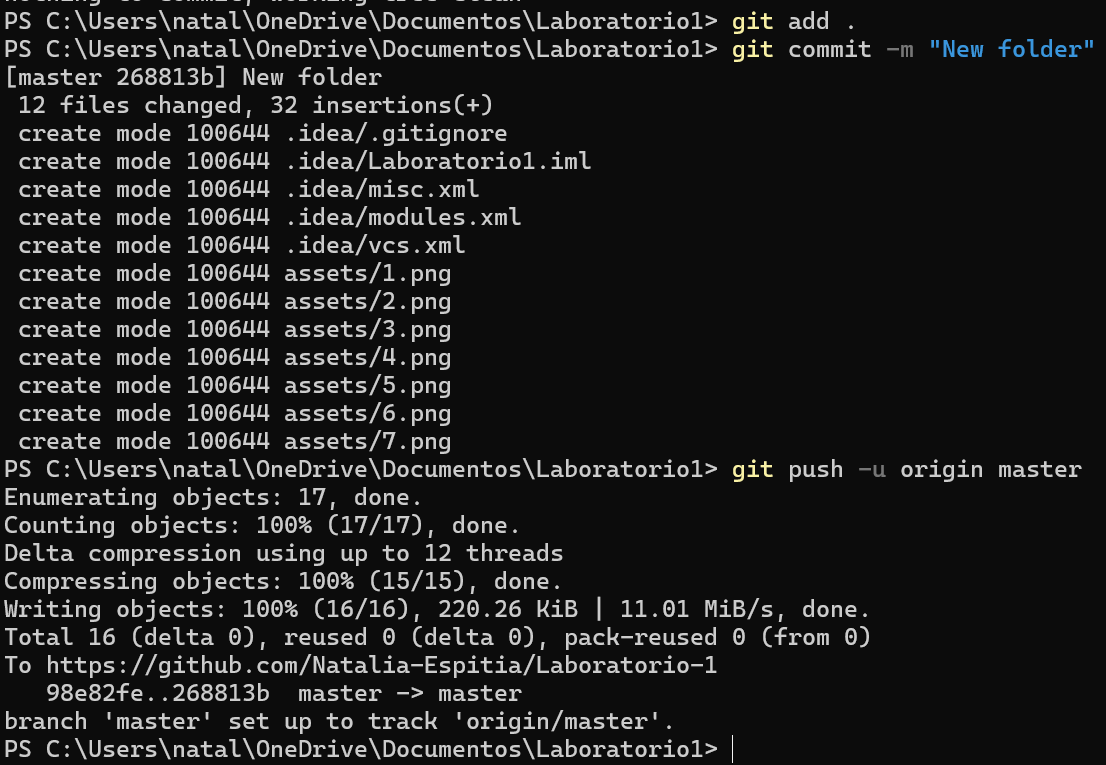 nothing to commit, working tree clean
PS C:\Users\natal\OneDrive\Documentos\Laboratorio1> git add .
PS C:\Users\natal\OneDrive\Documentos\Laboratorio1> git commit -m "New folder"
[master 268813b] New folder
 12 files changed, 32 insertions(+)
 create mode 100644 .idea/.gitignore
 create mode 100644 .idea/Laboratorio1.iml
 create mode 100644 .idea/misc.xml
 create mode 100644 .idea/modules.xml
 create mode 100644 .idea/vcs.xml
 create mode 100644 assets/1.png
 create mode 100644 assets/2.png
 create mode 100644 assets/3.png
 create mode 100644 assets/4.png
 create mode 100644 assets/5.png
 create mode 100644 assets/6.png
 create mode 100644 assets/7.png
PS C:\Users\natal\OneDrive\Documentos\Laboratorio1> git push -u origin master
Enumerating objects: 17, done.
Counting objects: 100% (17/17), done.
Delta compression using up to 12 threads
Compressing objects: 100% (15/15), done.
Writing objects: 100% (16/16), 220.26 KiB | 11.01 MiB/s, done.
Total 16 (delta 0), reused 0 (delta 0), pack-reused 0 (from 0)
To https://github.com/Natalia-Espitia/Laboratorio-1
   98e82fe..268813b  master -> master
branch 'master' set up to track 'origin/master'.
PS C:\Users\natal\OneDrive\Documentos\Laboratorio1>